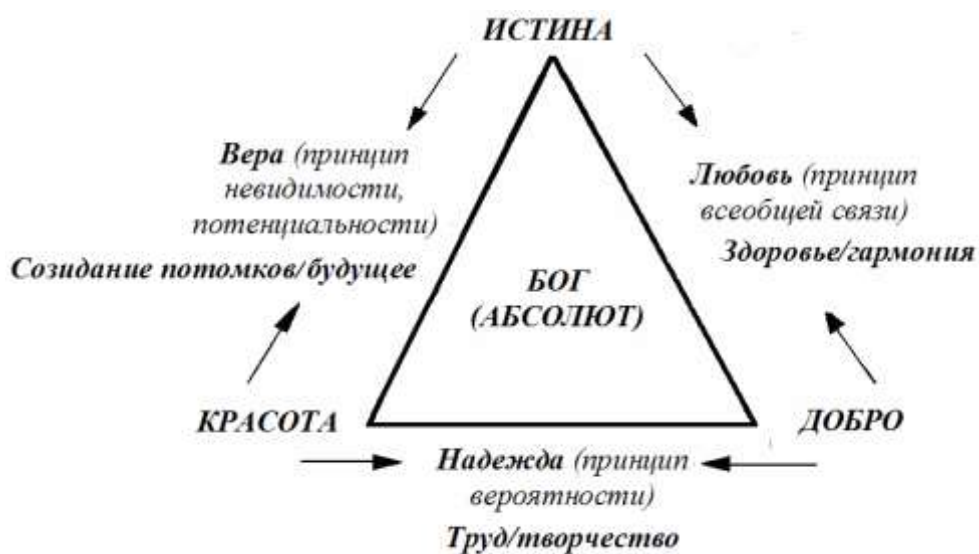 ИСТИНА
Вера (принцип
невидимости,
потенциальности)
Созидание потомков/будущее
Любовь (принцип
всеобщей связи)
Здоровье/гармония
БОГ
(АБСОЛЮТ)
КРАСОТА
ДОБРО
Надежда (принцип
вероятности)
Труд/творчество